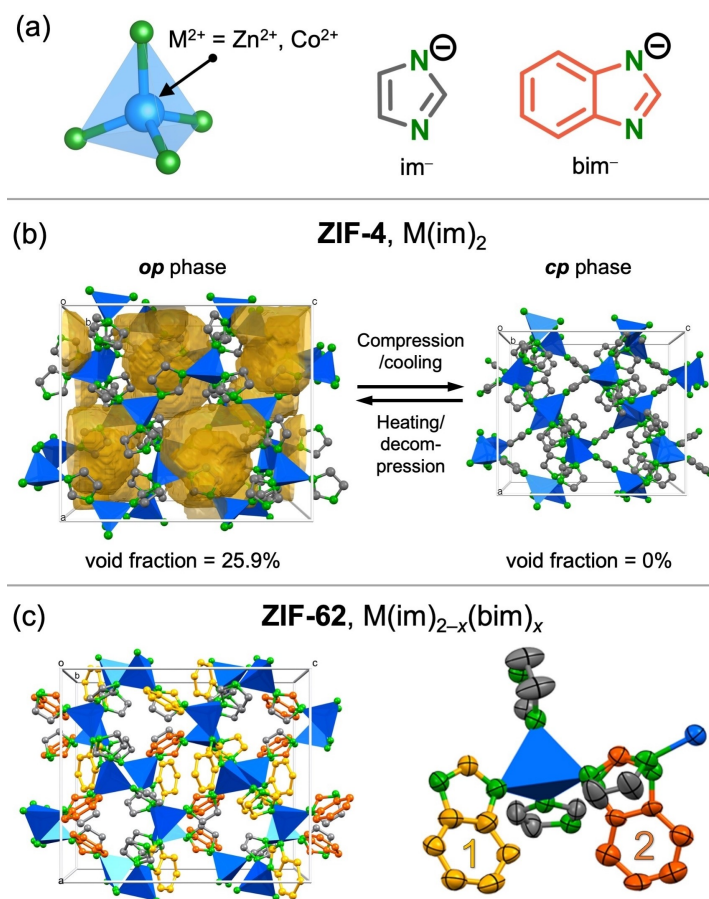 (a)
M²⁺ = Zn²⁺, Co²⁺
⊖
N
N
im⁻
⊖
N
N
bim⁻
(b)
ZIF-4, M(im)₂
op phase
cp phase
o
b
c
a
Compression
/cooling
Heating/
decom-
pression
o
b
c
a
void fraction = 25.9%
void fraction = 0%
(c)
ZIF-62, M(im)₂₋ₓ(bim)ₓ
o
b
c
a
1
2